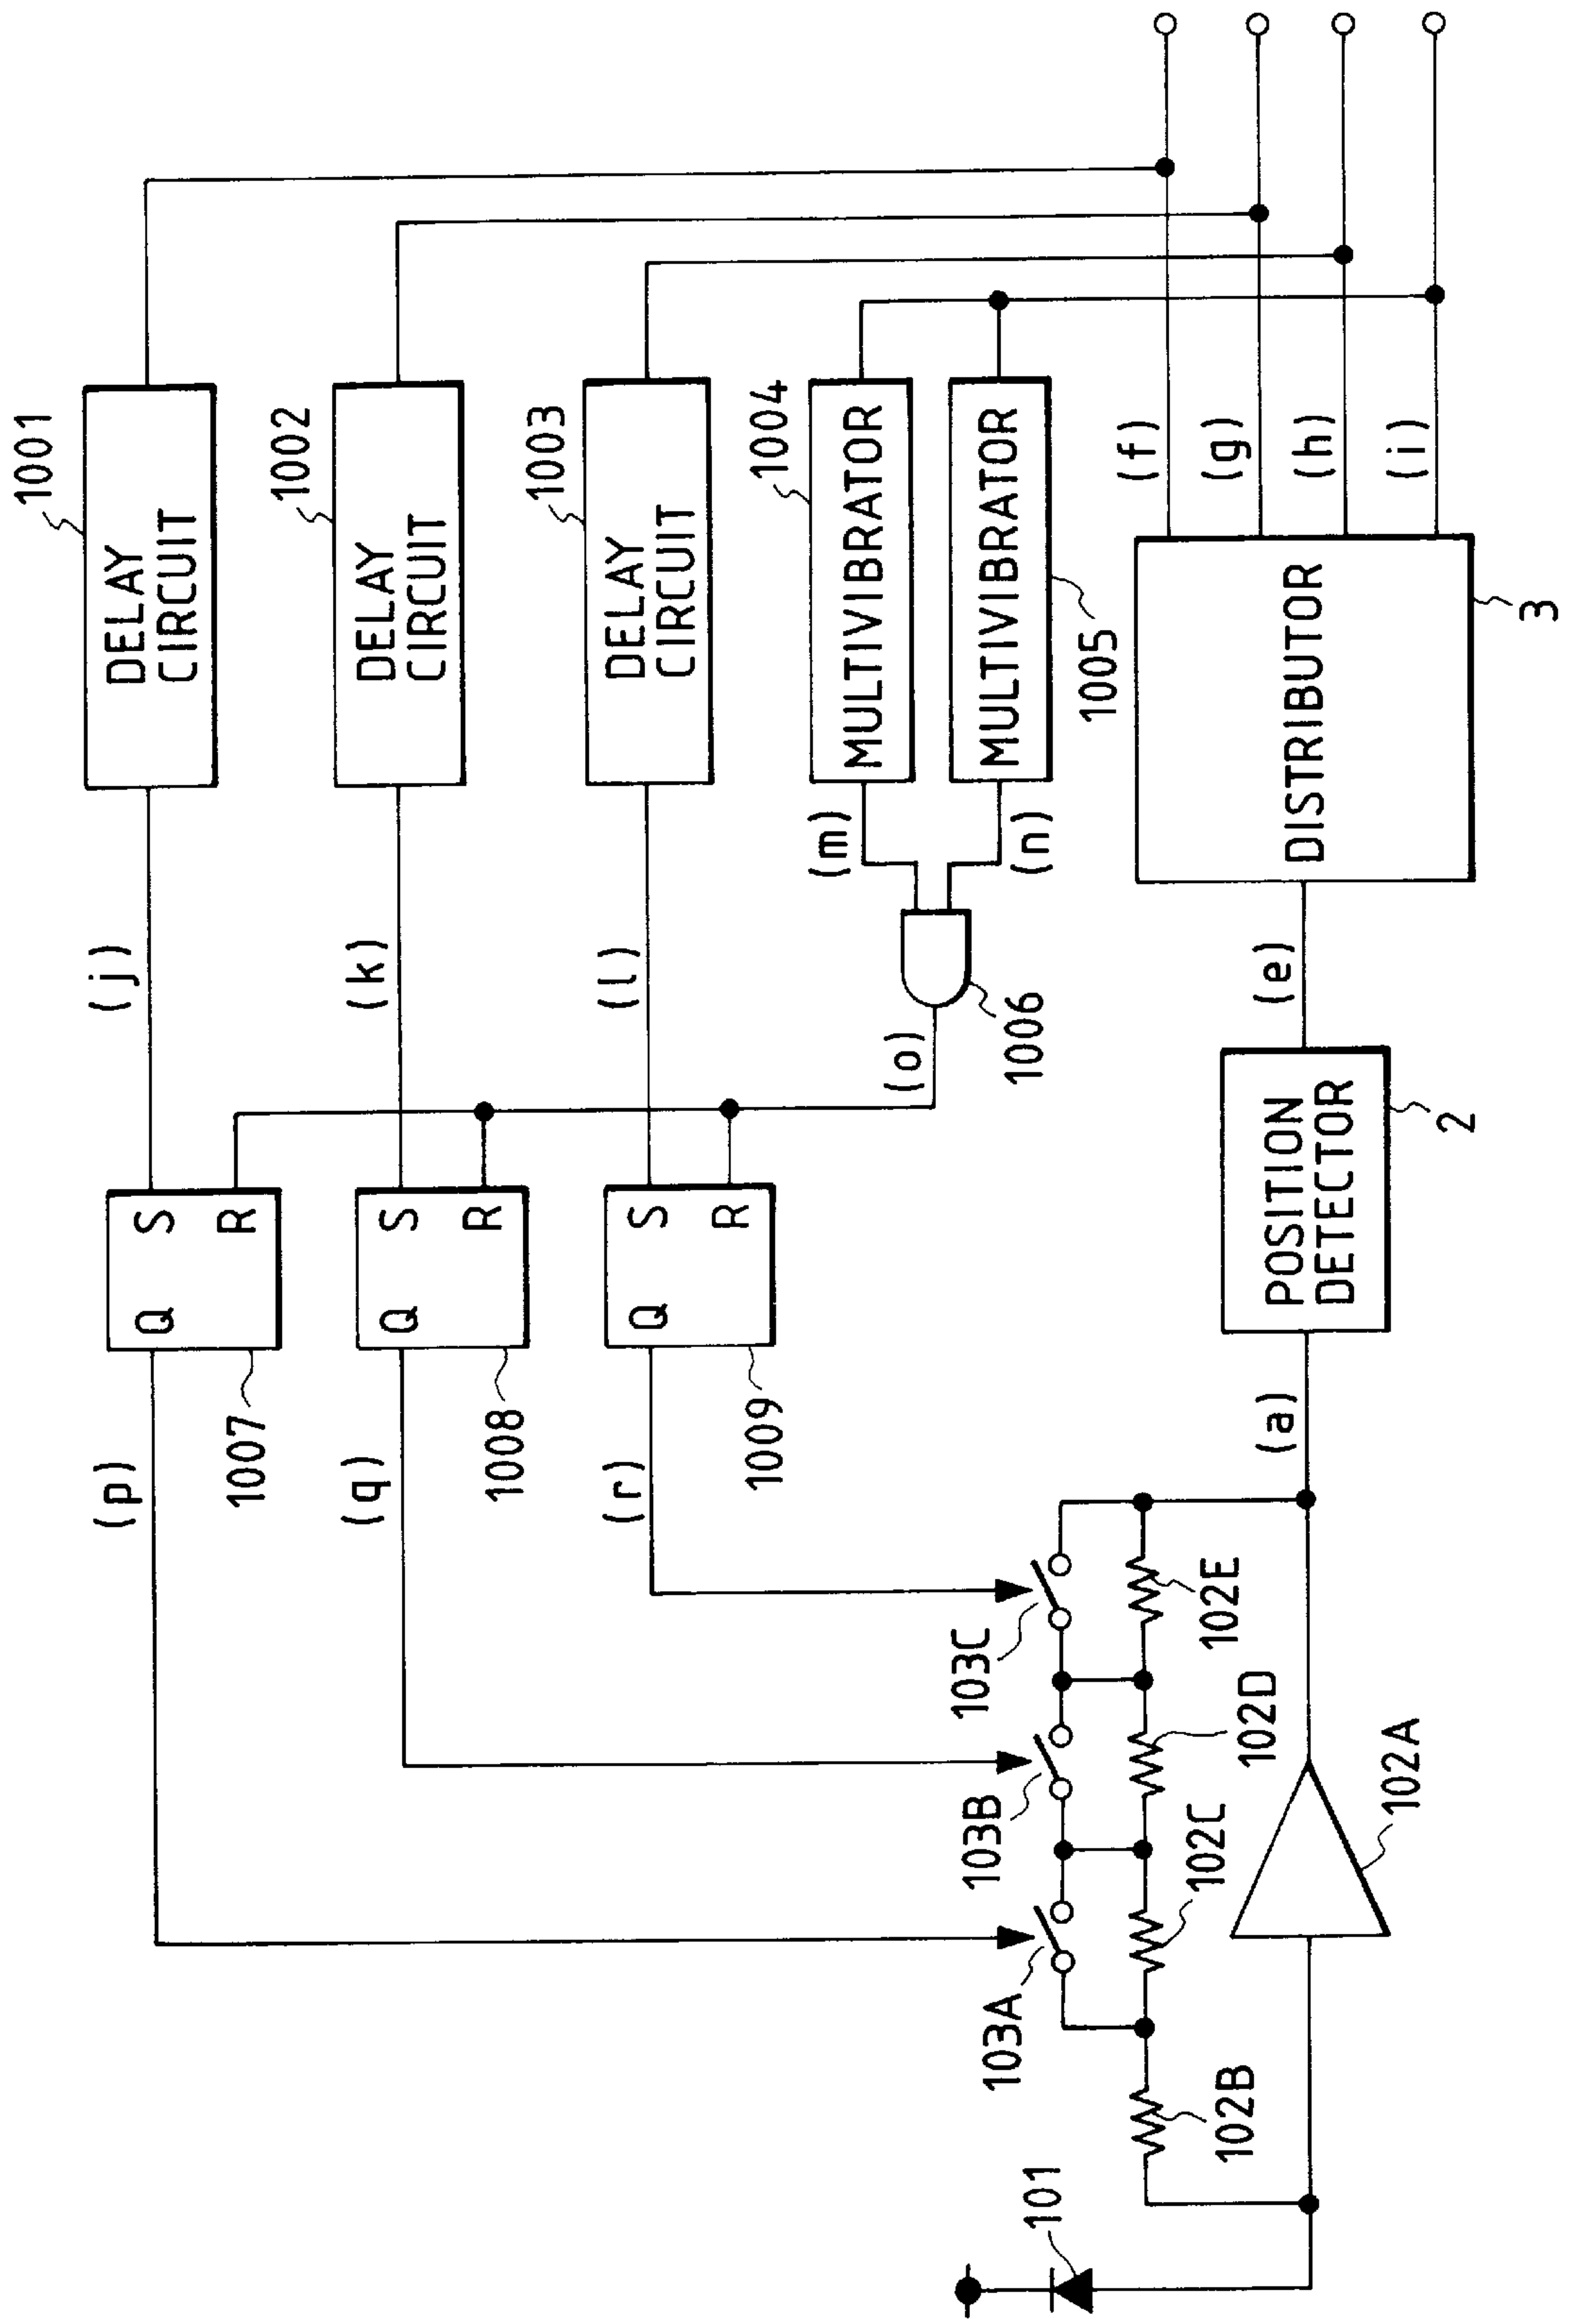 1001
DELAY
CIRCUIT
(j)
S
R
Q
1007
(p)
1002
DELAY
CIRCUIT
(k)
S
R
Q
1008
(q)
1003
DELAY
CIRCUIT
(l)
S
R
Q
1009
(r)
1004
MULTIVIBRATOR
(m)
MULTIVIBRATOR
1005
(n)
1006
(o)
(f)
(g)
(h)
(i)
DISTRIBUTOR
3
(e)
POSITION
DETECTOR
2
(a)
103C
103B
103A
102E
102D
102C
102B
102A
101